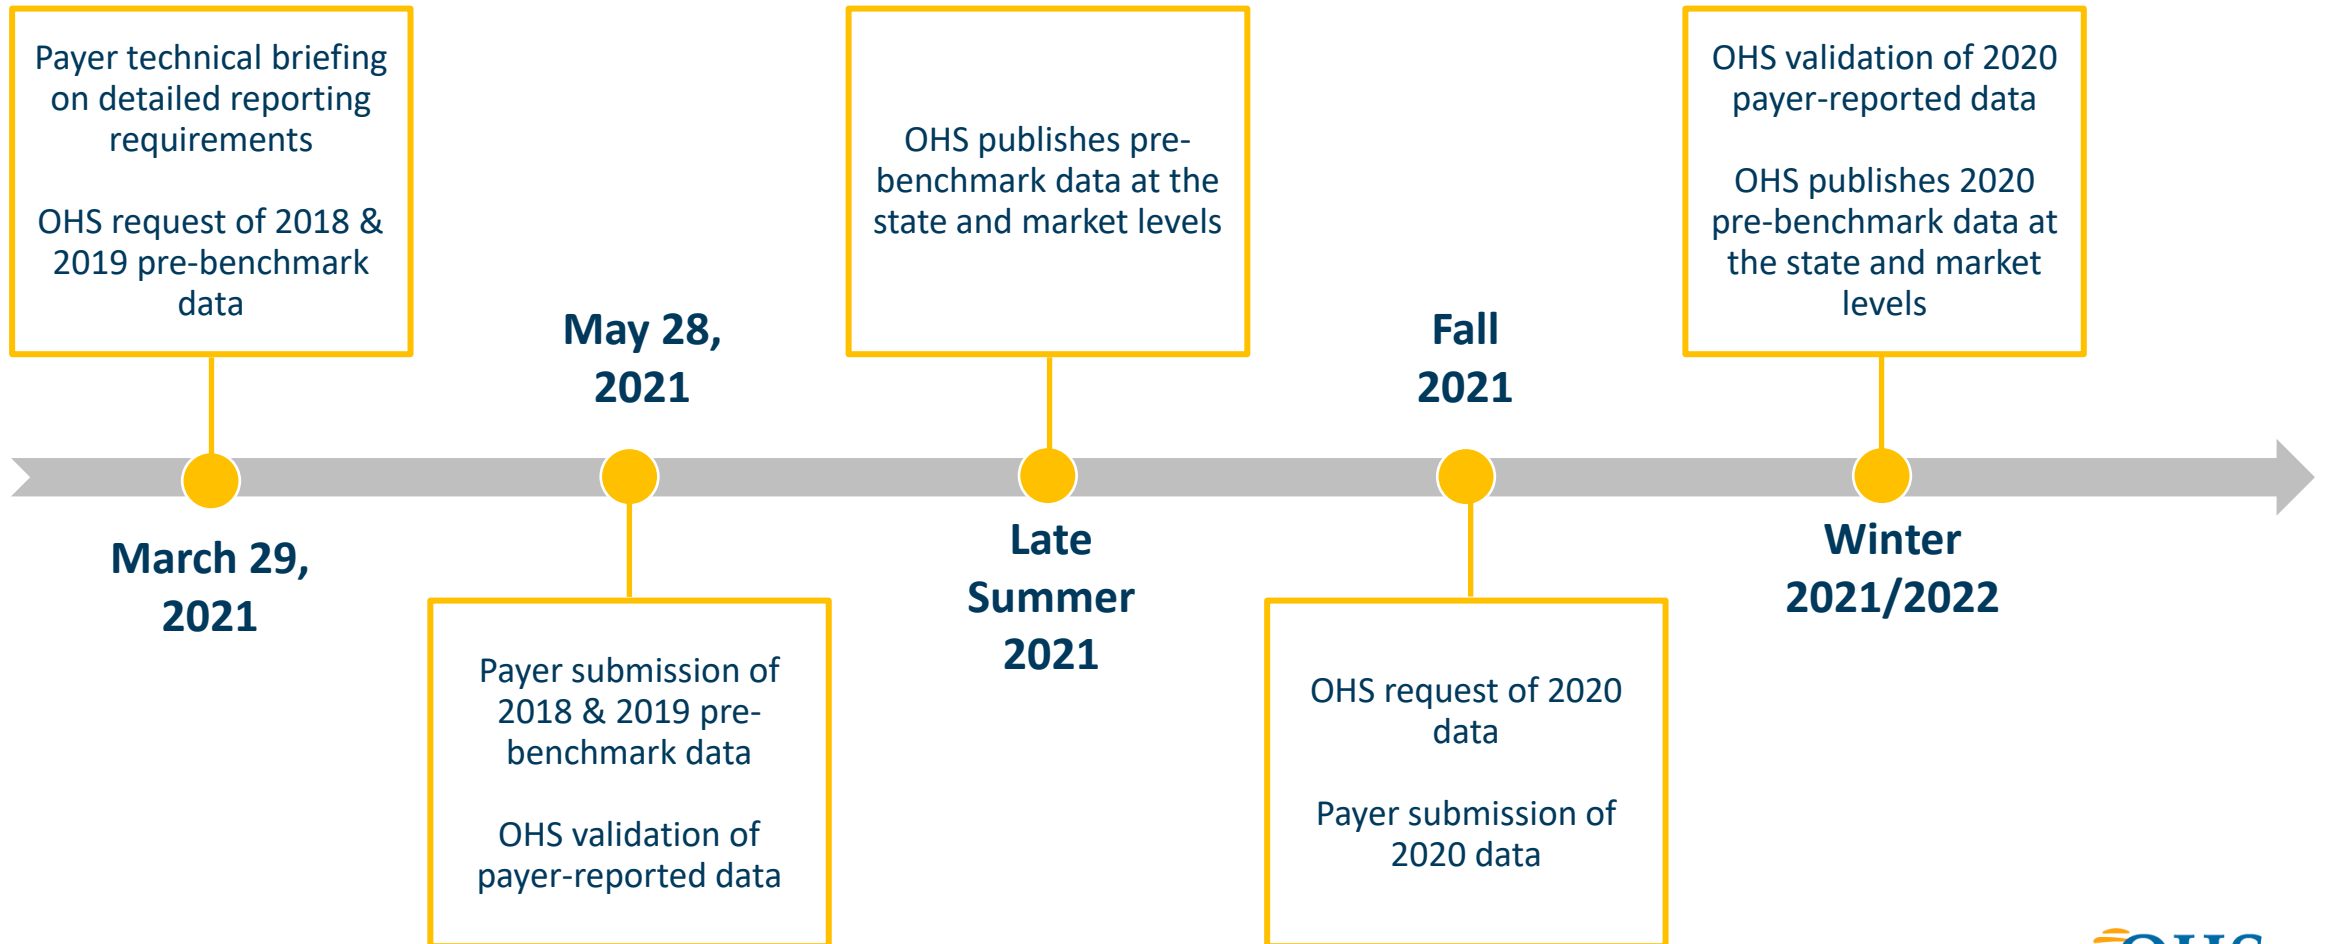 Payer technical briefing
on detailed reporting
requirements
OHS request of 2018 &
2019 pre-benchmark
data
March 29,
2021
May 28,
2021
Payer submission of
2018 & 2019 pre-
benchmark data
OHS validation of
payer-reported data
OHS publishes pre-
benchmark data at the
state and market levels
Late
Summer
2021
Fall
2021
OHS request of 2020
data
Payer submission of
2020 data
OHS validation of 2020
payer-reported data
OHS publishes 2020
pre-benchmark data at
the state and market
levels
Winter
2021/2022
OHS